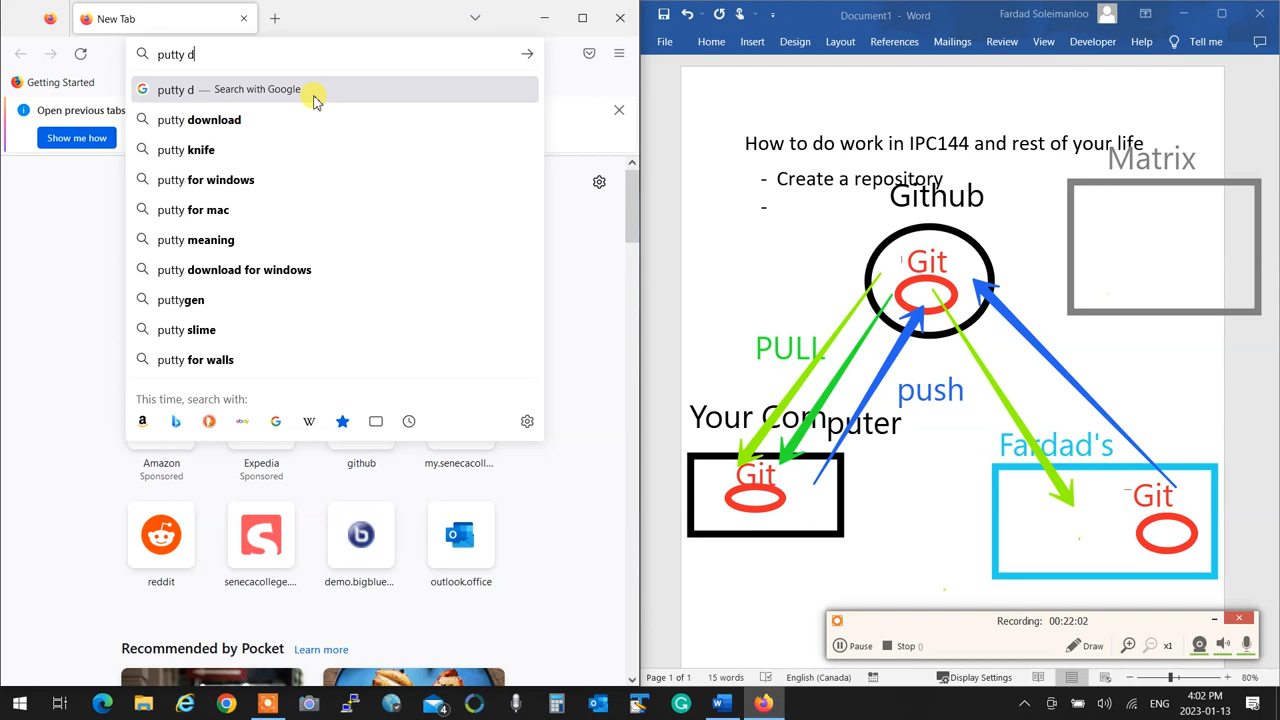 New Tab
putty d
putty d — Search with Google
putty download
putty knife
putty for windows
putty for mac
putty meaning
putty download for windows
puttygen
putty slime
putty for walls
This time, search with:
Getting Started
Open previous tabs
Show me how
Amazon
Sponsored
Expedia
Sponsored
github
my.senecacoll...
reddit
senecacollege....
demo.bigblue...
outlook.office
Recommended by Pocket Learn more
Document1 - Word
Fardad Soleimanloo
File Home Insert Design Layout References Mailings Review View Developer Help Tell me
How to do work in IPC144 and rest of your life
- Create a repository
-
Matrix
Github
Git
PULL
push
Your Computer
Git
Fardad's
Git
Recording: 00:22:02
Pause Stop () Draw x1
Page 1 of 1 15 words English (Canada) Display Settings 80%
4
ENG
4:02 PM
2023-01-13